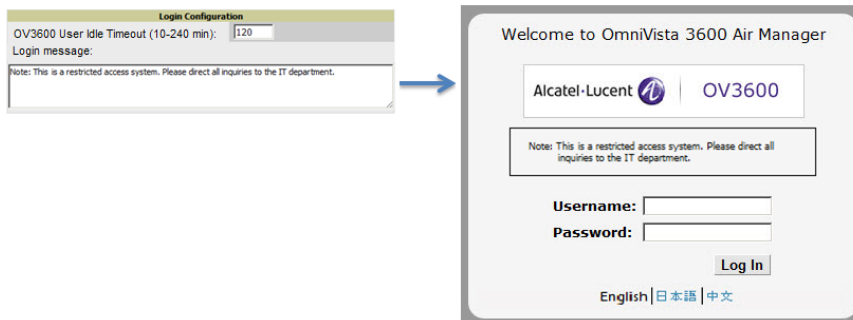 Login Configuration
OV3600 User Idle Timeout (10-240 min): 120
Login message:
Note: This is a restricted access system. Please direct all inquiries to the IT department.
Welcome to OmniVista 3600 Air Manager
Alcatel·Lucent OV3600
Note: This is a restricted access system. Please direct all
inquiries to the IT department.
Username:
Password:
Log In
English|日本語|中文